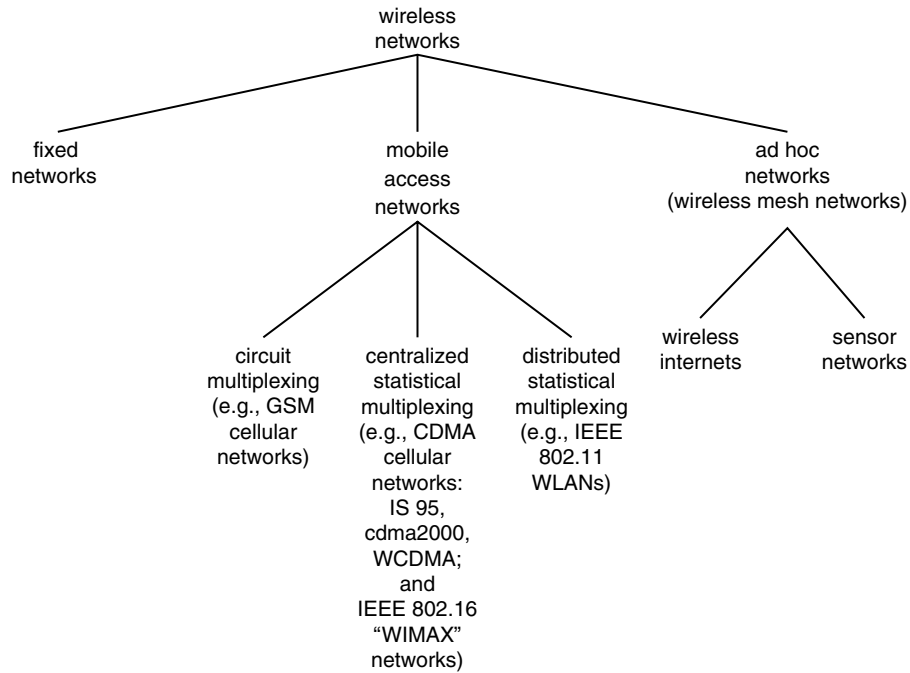 wireless
networks
fixed
networks
mobile
access
networks
ad hoc
networks
(wireless mesh networks)
circuit
multiplexing
(e.g., GSM
cellular
networks)
centralized
statistical
multiplexing
(e.g., CDMA
cellular
networks:
IS 95,
cdma2000,
WCDMA;
and
IEEE 802.16
“WIMAX”
networks)
distributed
statistical
multiplexing
(e.g., IEEE
802.11
WLANs)
wireless
internets
sensor
networks